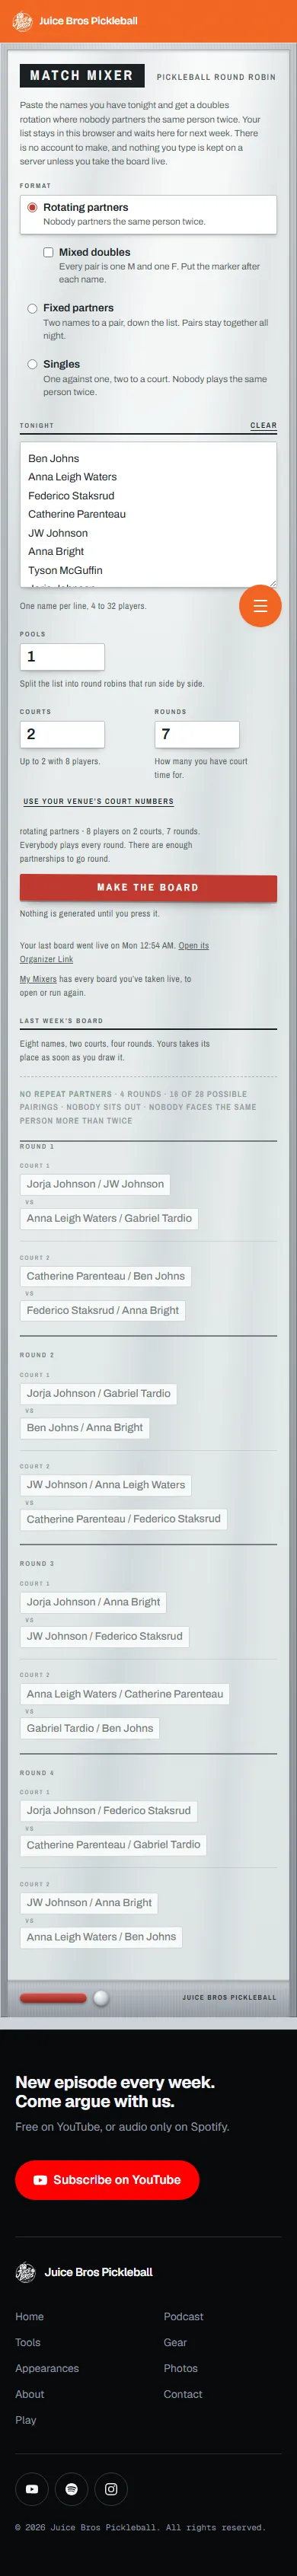 Juice Bros Pickleball
MATCH MIXER
PICKLEBALL ROUND ROBIN
Paste the names you have tonight and get a doubles
rotation where nobody partners the same person twice. Your
list stays in this browser and waits here for next week. There
is no account to make, and nothing you type is kept on a
server unless you take the board live.
FORMAT
Rotating partners
Nobody partners the same person twice.
Mixed doubles
Every pair is one M and one F. Put the marker after
each name.
Fixed partners
Two names to a pair, down the list. Pairs stay together all
night.
Singles
One against one, two to a court. Nobody plays the same
person twice.
TONIGHT
CLEAR
Ben Johns
Anna Leigh Waters
Federico Staksrud
Catherine Parenteau
JW Johnson
Anna Bright
Tyson McGuffin
One name per line, 4 to 32 players.
POOLS
1
Split the list into round robins that run side by side.
COURTS
ROUNDS
2
7
Up to 2 with 8 players.
How many you have court
time for.
USE YOUR VENUE'S COURT NUMBERS
rotating partners · 8 players on 2 courts, 7 rounds.
Everybody plays every round. There are enough
partnerships to go round.
MAKE THE BOARD
Nothing is generated until you press it.
Your last board went live on Mon 12:54 AM. Open its
Organizer Link
My Mixers has every board you've taken live, to
open or run again.
LAST WEEK'S BOARD
Eight names, two courts, four rounds. Yours takes its
place as soon as you draw it.
NO REPEAT PARTNERS · 4 ROUNDS · 16 OF 28 POSSIBLE
PAIRINGS · NOBODY SITS OUT · NOBODY FACES THE SAME
PERSON MORE THAN TWICE
ROUND 1
COURT 1
Jorja Johnson / JW Johnson
VS
Anna Leigh Waters / Gabriel Tardio
COURT 2
Catherine Parenteau / Ben Johns
VS
Federico Staksrud / Anna Bright
ROUND 2
COURT 1
Jorja Johnson / Gabriel Tardio
VS
Ben Johns / Anna Bright
COURT 2
JW Johnson / Anna Leigh Waters
VS
Catherine Parenteau / Federico Staksrud
ROUND 3
COURT 1
Jorja Johnson / Anna Bright
VS
JW Johnson / Federico Staksrud
COURT 2
Anna Leigh Waters / Catherine Parenteau
VS
Gabriel Tardio / Ben Johns
ROUND 4
COURT 1
Jorja Johnson / Federico Staksrud
VS
Catherine Parenteau / Gabriel Tardio
COURT 2
JW Johnson / Anna Bright
VS
Anna Leigh Waters / Ben Johns
JUICE BROS PICKLEBALL
New episode every week.
Come argue with us.
Free on YouTube, or audio only on Spotify.
Subscribe on YouTube
Juice Bros Pickleball
Home
Podcast
Tools
Gear
Appearances
Photos
About
Contact
Play
© 2026 Juice Bros Pickleball. All rights reserved.